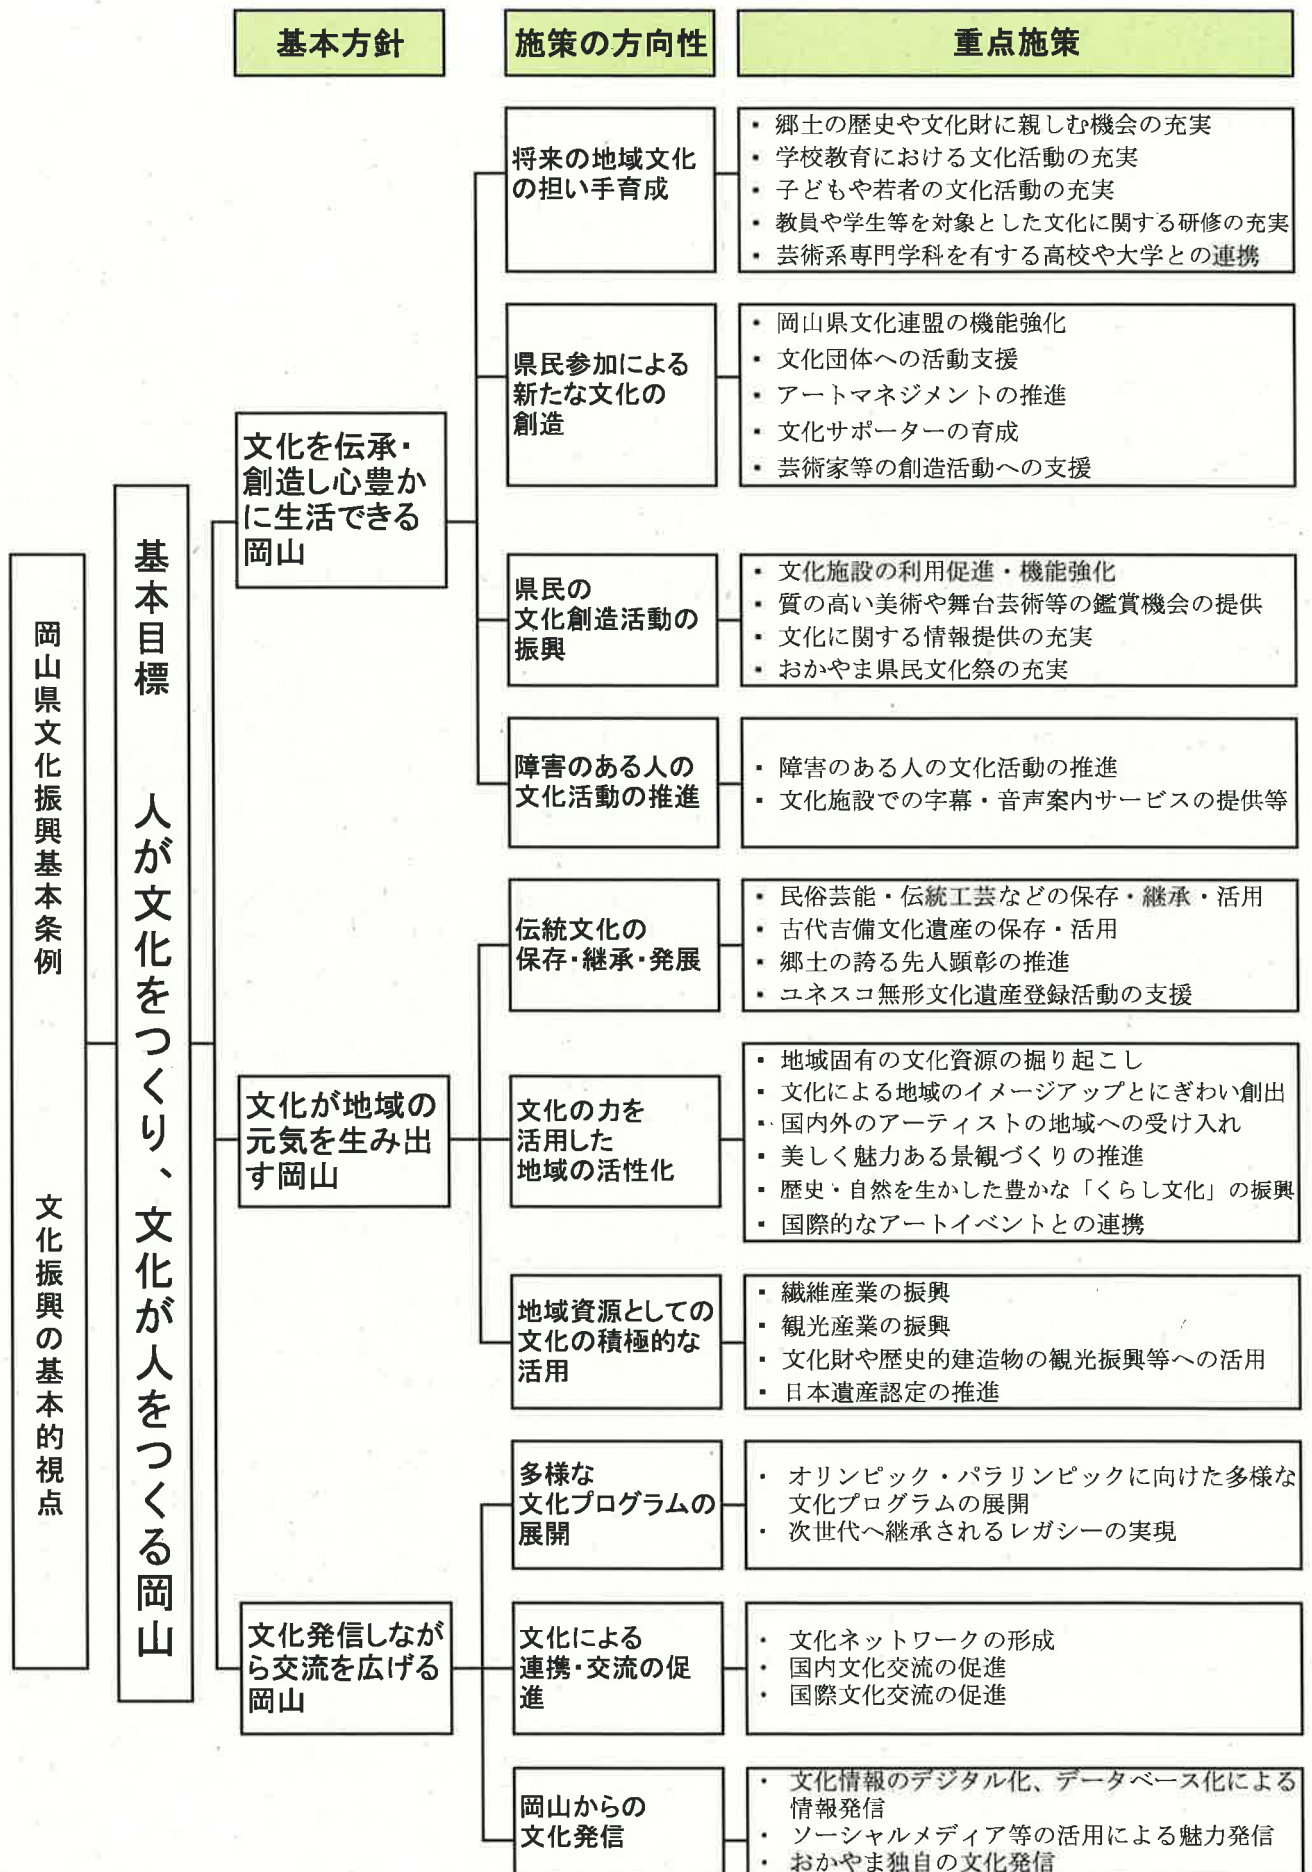 基本方針
施策の方向性
重点施策
岡山県文化振興基本条例
文化振興の基本的視点
基本目標
人が文化をつくり、文化が人をつくる岡山
文化を伝承・
創造し心豊か
に生活できる
岡山
将来の地域文化
の担い手育成
・ 郷土の歴史や文化財に親しむ機会の充実
・ 学校教育における文化活動の充実
・ 子どもや若者の文化活動の充実
・ 教員や学生等を対象とした文化に関する研修の充実
・ 芸術系専門学科を有する高校や大学との連携
県民参加による
新たな文化の
創造
・ 岡山県文化連盟の機能強化
・ 文化団体への活動支援
・ アートマネジメントの推進
・ 文化サポーターの育成
・ 芸術家等の創造活動への支援
県民の
文化創造活動の
振興
・ 文化施設の利用促進・機能強化
・ 質の高い美術や舞台芸術等の鑑賞機会の提供
・ 文化に関する情報提供の充実
・ おかやま県民文化祭の充実
障害のある人の
文化活動の推進
・ 障害のある人の文化活動の推進
・ 文化施設での字幕・音声案内サービスの提供等
文化が地域の
元気を生み出
す岡山
伝統文化の
保存・継承・発展
・ 民俗芸能・伝統工芸などの保存・継承・活用
・ 古代吉備文化遺産の保存・活用
・ 郷土の誇る先人顕彰の推進
・ ユネスコ無形文化遺産登録活動の支援
文化の力を
活用した
地域の活性化
・ 地域固有の文化資源の掘り起こし
・ 文化による地域のイメージアップとにぎわい創出
・ 国内外のアーティストの地域への受け入れ
・ 美しく魅力ある景観づくりの推進
・ 歴史・自然を生かした豊かな「くらし文化」の振興
・ 国際的なアートイベントとの連携
地域資源としての
文化の積極的な
活用
・ 繊維産業の振興
・ 観光産業の振興
・ 文化財や歴史的建造物の観光振興等への活用
・ 日本遺産認定の推進
文化発信しなが
ら交流を広げる
岡山
多様な
文化プログラムの
展開
・ オリンピック・パラリンピックに向けた多様な
文化プログラムの展開
・ 次世代へ継承されるレガシーの実現
文化による
連携・交流の促
進
・ 文化ネットワークの形成
・ 国内文化交流の促進
・ 国際文化交流の促進
岡山からの
文化発信
・ 文化情報のデジタル化、データベース化による
情報発信
・ ソーシャルメディア等の活用による魅力発信
・ おかやま独自の文化発信